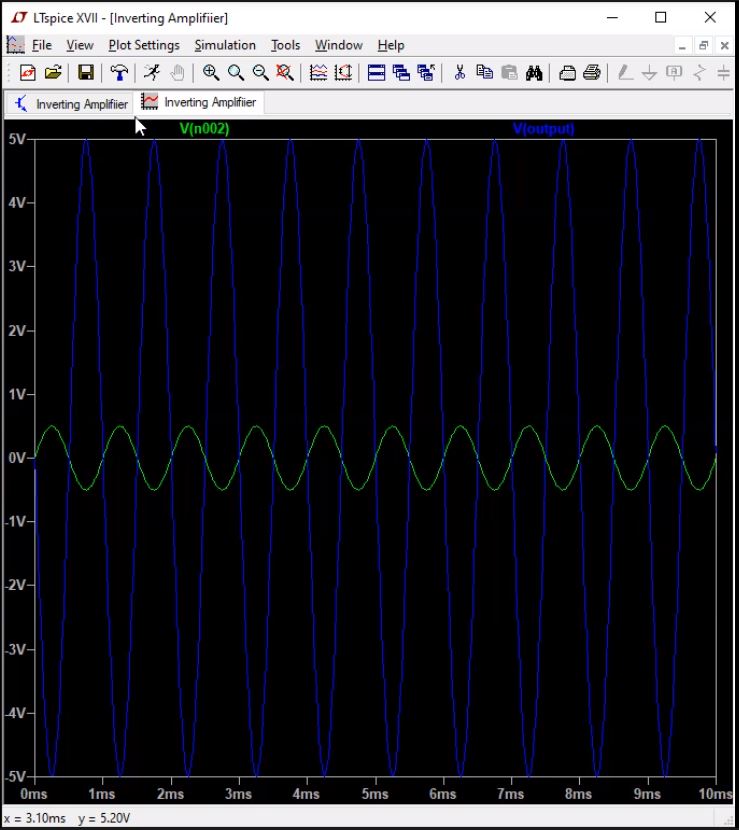 LTspice XVII - [Inverting Amplifiier]
File View Plot Settings Simulation Tools Window Help
Inverting Amplifiier Inverting Amplifiier
V(n002) V(output)
5V
4V
3V
2V
1V
0V
-1V
-2V
-3V
-4V
-5V
0ms 1ms 2ms 3ms 4ms 5ms 6ms 7ms 8ms 9ms 10ms
x = 3.10ms y = 5.20V